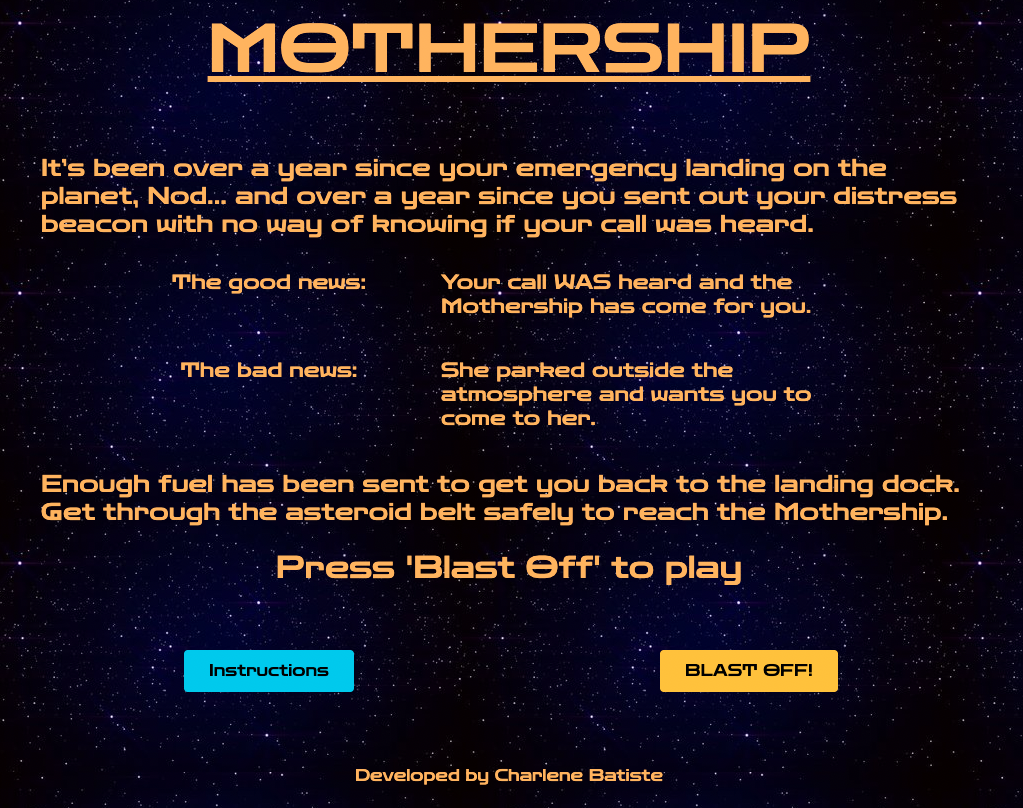 MOTHERSHIP
It's been over a year since your emergency landing on the
planet, Nod... and over a year since you sent out your distress
beacon with no way of knowing if your call was heard.
The good news:
Your call WAS heard and the
Mothership has come for you.
The bad news:
She parked outside the
atmosphere and wants you to
come to her.
Enough fuel has been sent to get you back to the landing dock.
Get through the asteroid belt safely to reach the Mothership.
Press 'Blast Off' to play
Instructions
BLAST OFF!
Developed by Charlene Batiste